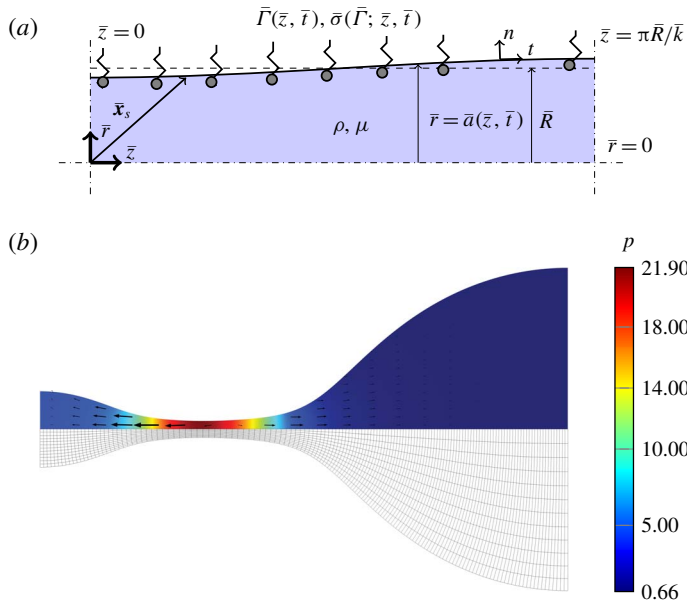 (a)
z̄ = 0
Γ̄(z̄, t̄), σ̄(Γ̄; z̄, t̄)
n
t
z̄ = πR̄/k̄
x̄ₛ
r̄
z̄
ρ, μ
r̄ = ā(z̄, t̄)
R̄
r̄ = 0
(b)
p
21.90
18.00
14.00
10.00
5.00
0.66